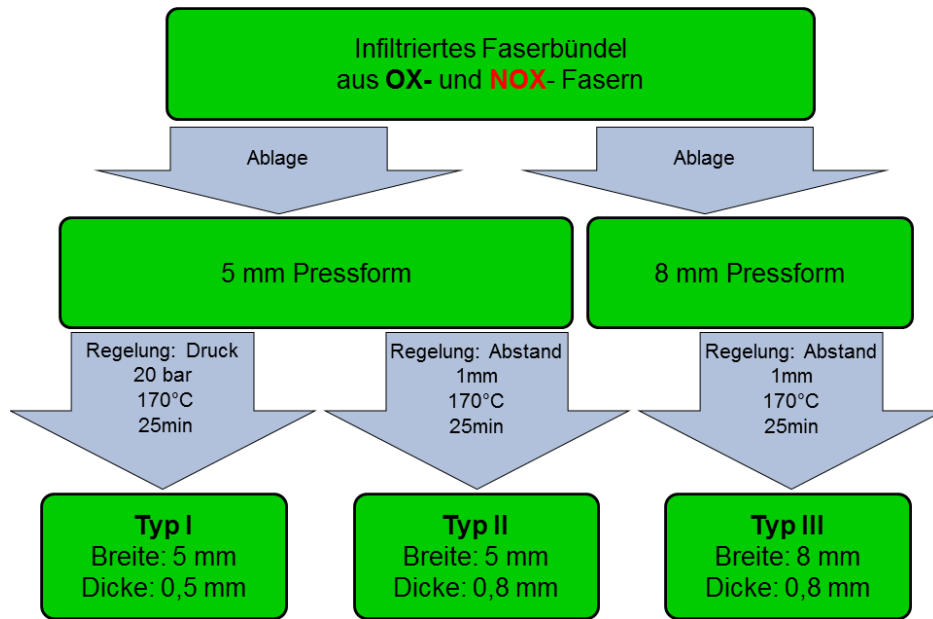 Infiltriertes Faserbündel
aus OX- und NOX- Fasern
Ablage
Ablage
5 mm Pressform
8 mm Pressform
Regelung: Druck
20 bar
170°C
25min
Regelung: Abstand
1mm
170°C
25min
Regelung: Abstand
1mm
170°C
25min
Typ I
Breite: 5 mm
Dicke: 0,5 mm
Typ II
Breite: 5 mm
Dicke: 0,8 mm
Typ III
Breite: 8 mm
Dicke: 0,8 mm